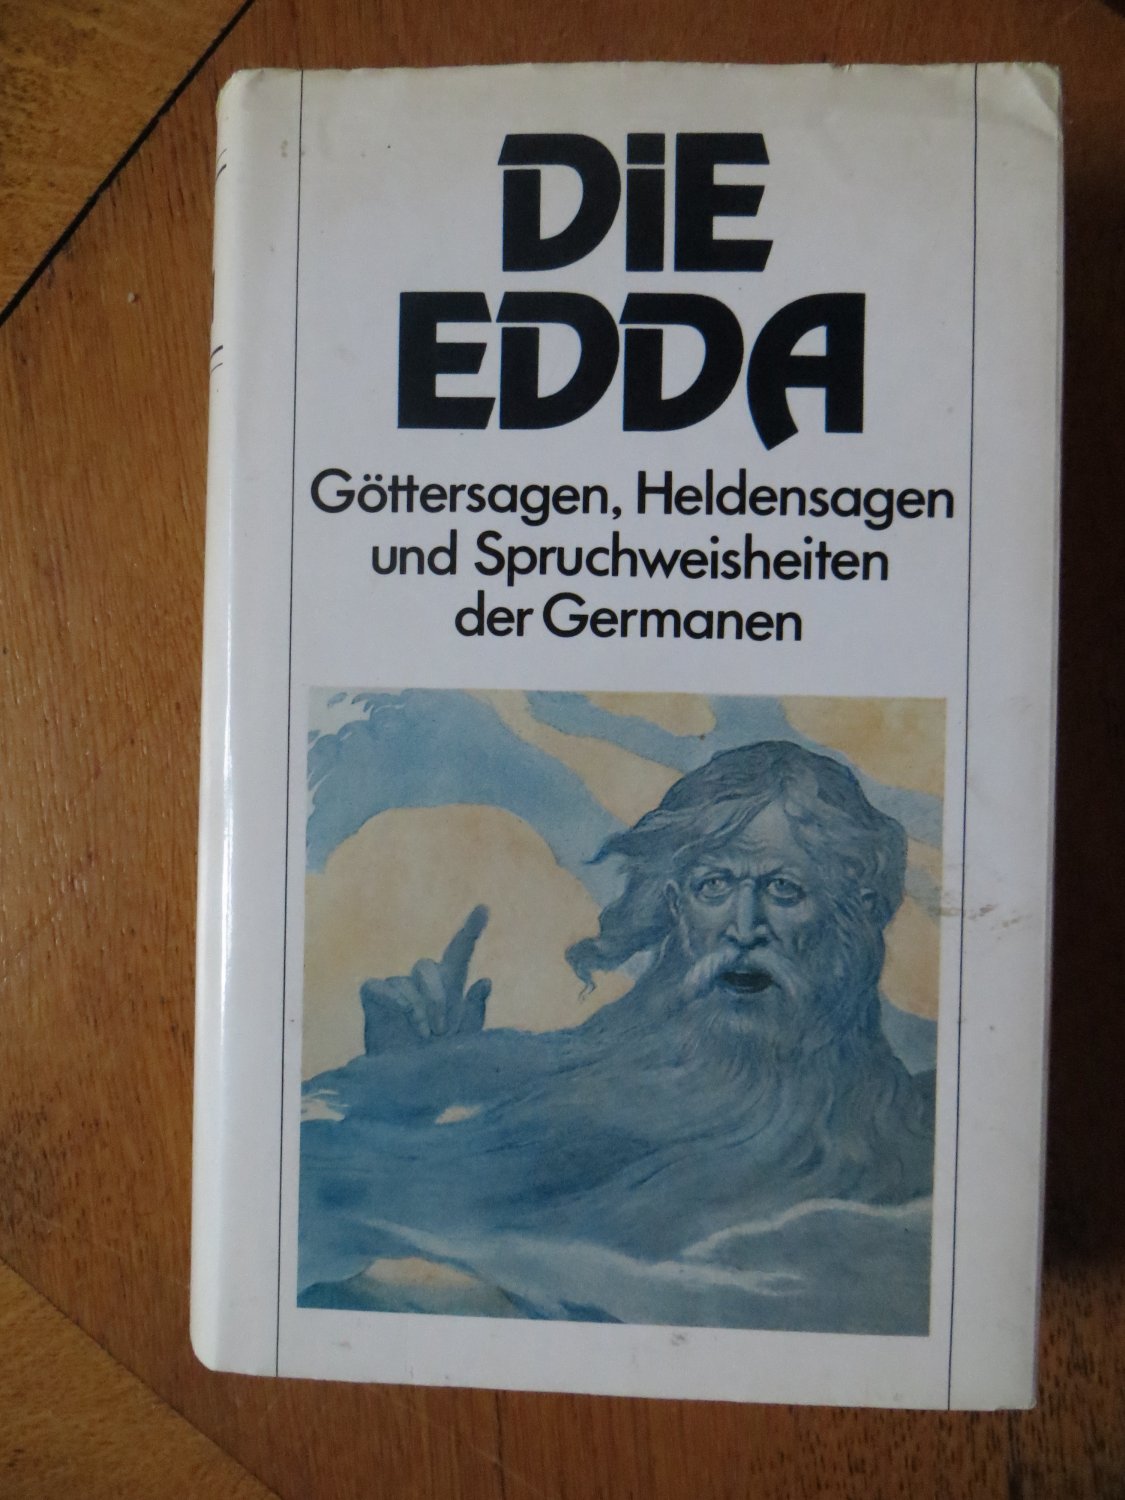 DiE
EDDA
Göttersagen, Heldensagen
und Spruchweisheiten
der Germanen